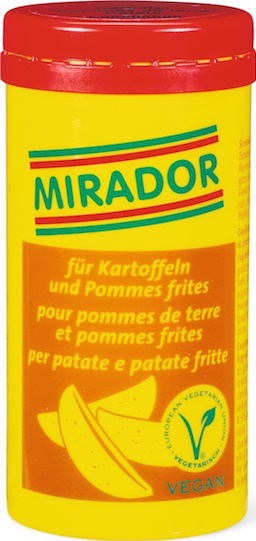 MIRADOR
für Kartoffeln
und Pommes frites
pour pommes de terre
et pommes frites
per patate e patate fritte
EUROPEAN VEGETARIAN UNION
• VEGETARISCH •
V
VEGAN